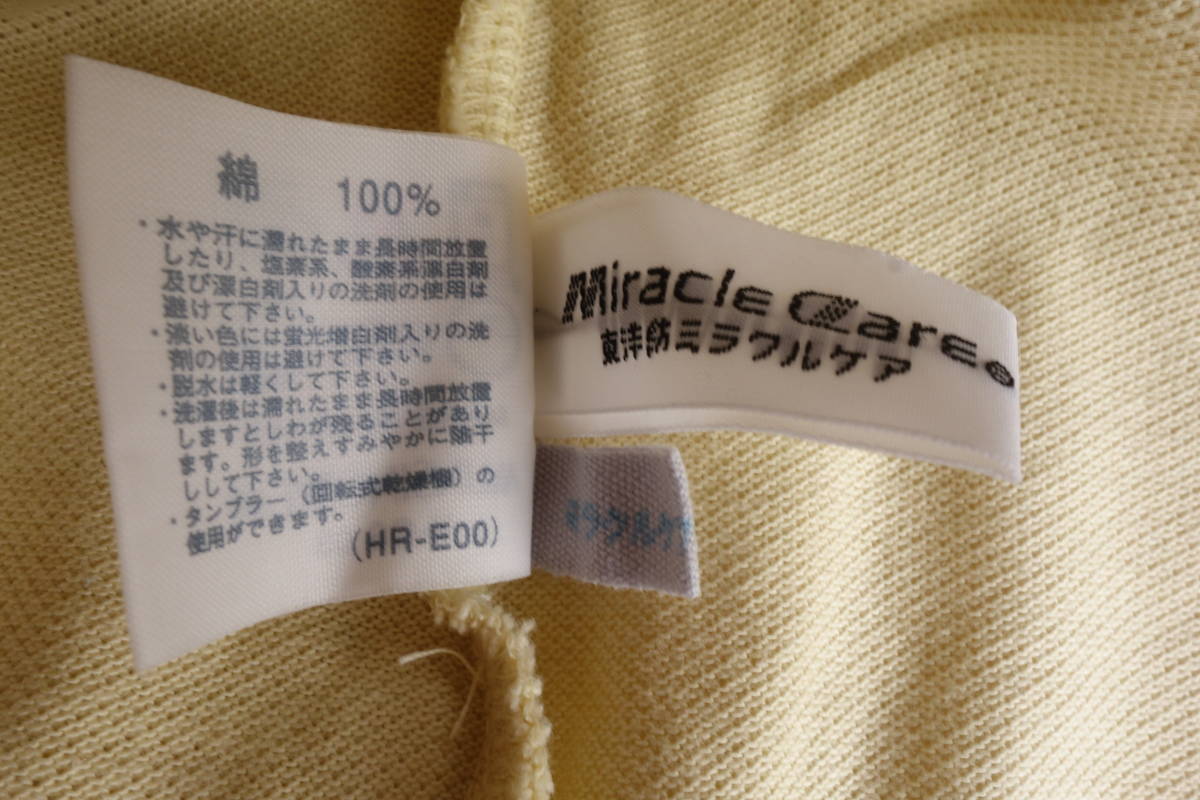 綿 100%
・水や汗に濡れたまま長時間放置
したり、塩素系、酸素系漂白剤
及び漂白剤入りの洗剤の使用は
避けて下さい。
・淡い色には蛍光増白剤入りの洗
剤の使用は避けて下さい。
・脱水は軽くして下さい。
・洗濯後は濡れたまま長時間放置
しますとしわが残ることがあり
ます。形を整えすみやかに陰干
しして下さい。
・タンブラー（回転式乾燥機）の
使用ができます。
(HR-E00)
Miracle Care®
東洋紡ミラクルケア
ミラクルケア